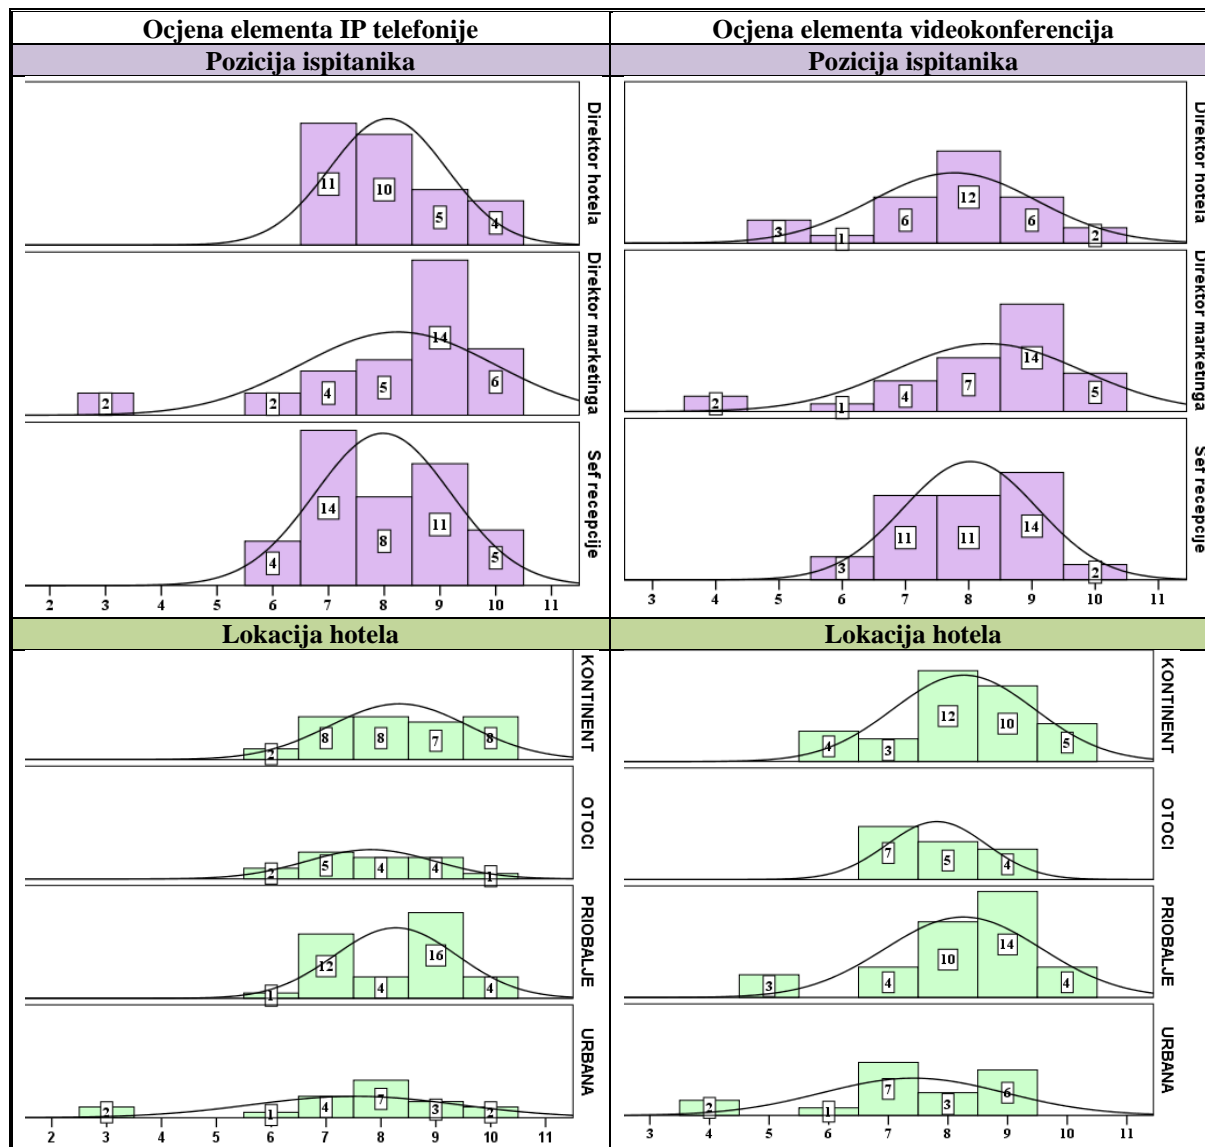 Ocjena elementa IP telefonije
Ocjena elementa videokonferencija
Pozicija ispitanika
Pozicija ispitanika
11
10
5
4
Direktor hotela
2
2
4
5
14
6
Direktor marketinga
4
14
8
11
5
Sef recepcije
2 3 4 5 6 7 8 9 10 11
3
1
6
12
6
2
Direktor hotela
2
1
4
7
14
5
Direktor marketinga
3
11
11
14
2
Sef recepcije
3 4 5 6 7 8 9 10 11
Lokacija hotela
Lokacija hotela
2
8
8
7
8
KONTINENT
2
5
4
4
1
OTOCI
1
12
4
16
4
PRIOBALJE
2
1
4
7
3
2
URBANA
2 3 4 5 6 7 8 9 10 11
4
3
12
10
5
KONTINENT
7
5
4
OTOCI
3
4
10
14
4
PRIOBALJE
2
1
7
3
6
URBANA
3 4 5 6 7 8 9 10 11